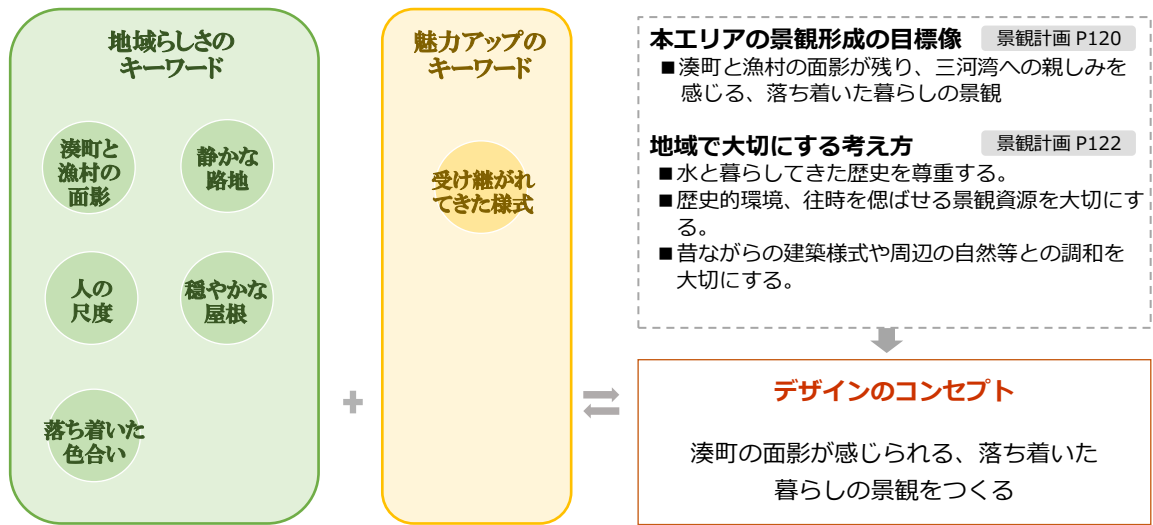 地域らしさの
キーワード
湊町と
漁村の
面影
静かな
路地
人の
尺度
穏やかな
屋根
落ち着いた
色合い
+
魅力アップの
キーワード
受け継がれ
てきた様式
本エリアの景観形成の目標像 景観計画 P120
■湊町と漁村の面影が残り、三河湾への親しみを
感じる、落ち着いた暮らしの景観
地域で大切にする考え方 景観計画 P122
■水と暮らしてきた歴史を尊重する。
■歴史的環境、往時を偲ばせる景観資源を大切にす
る。
■昔ながらの建築様式や周辺の自然等との調和を
大切にする。
デザインのコンセプト
湊町の面影が感じられる、落ち着いた
暮らしの景観をつくる